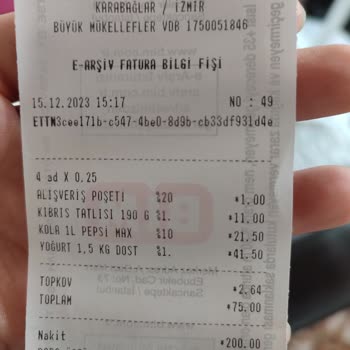 KARABAĞLAR / İZMİR
BÜYÜK MÜKELLEFLER VDB 1750051846
E-ARŞİV FATURA BİLGİ FİŞİ
15.12.2023 15:17 NO : 49
ETTN3cee171b-c547-4be0-8d9b-cb33df931d4e
4 ad X 0.25
ALIŞVERİŞ POŞETİ %20 *1.00
KIBRIS TATLISI 190 G %1. *11.00
KOLA 1L PEPSI MAX %10 *21.50
YOĞURT 1,5 KG DOST %1. *41.50
TOPKDV *2.64
TOPLAM *75.00
Nakit *200.00